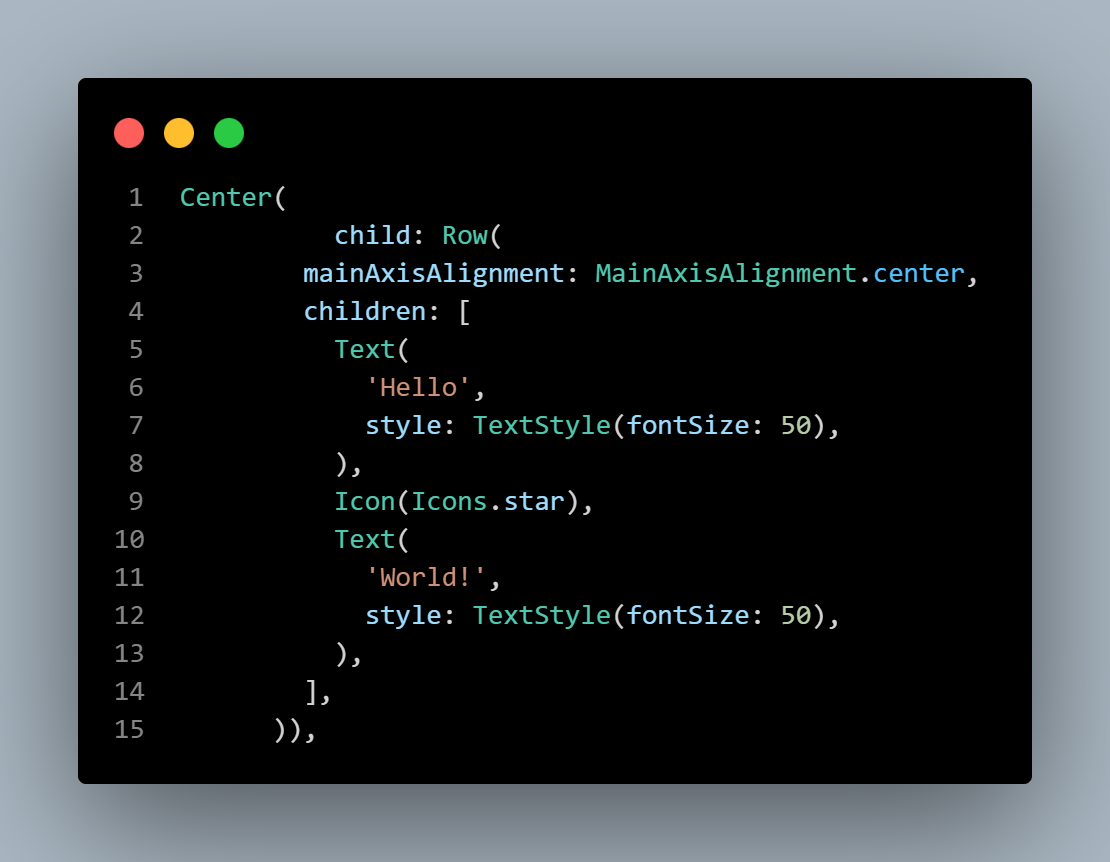 1 Center(
2 child: Row(
3 mainAxisAlignment: MainAxisAlignment.center,
4 children: [
5 Text(
6 'Hello',
7 style: TextStyle(fontSize: 50),
8 ),
9 Icon(Icons.star),
10 Text(
11 'World!',
12 style: TextStyle(fontSize: 50),
13 ),
14 ],
15 )),